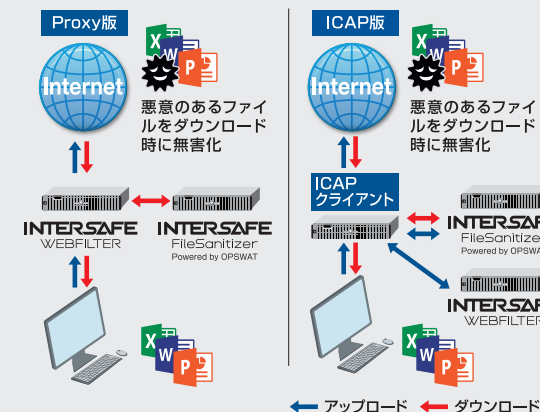 Proxy版
Internet
悪意のあるファイ
ルをダウンロード
時に無害化
INTERSAFE
WEBFILTER
INTERSAFE
FileSanitizer
Powered by OPSWAT
ICAP版
Internet
悪意のあるファイ
ルをダウンロード
時に無害化
ICAP
クライアント
INTERSAF
FileSanitize
Powered by OPSWA
INTERSAF
WEBFILTER
X W P
X W P
X W P
X W P
アップロード ダウンロード